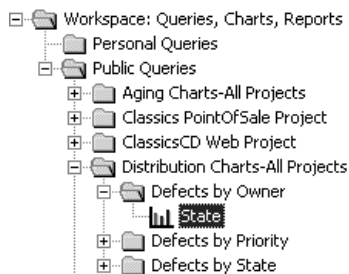 Workspace: Queries, Charts, Reports
Personal Queries
Public Queries
Aging Charts-All Projects
Classics PointOfSale Project
ClassicsCD Web Project
Distribution Charts-All Projects
Defects by Owner
State
Defects by Priority
Defects by State